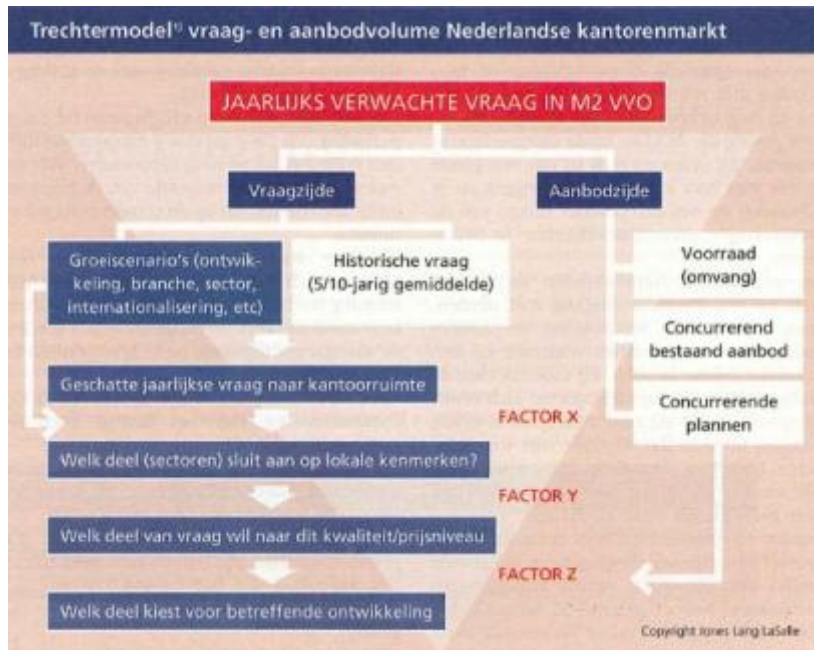 Trechtermodel¹⁾ vraag- en aanbodvolume Nederlandse kantorenmarkt
JAARLIJKS VERWACHTE VRAAG IN M2 VVO
Vraagzijde
Aanbodzijde
Groeiscenario's (ontwik-
keling, branche, sector,
internationalisering, etc)
Historische vraag
(5/10-jarig gemiddelde)
Voorraad
(omvang)
Concurrerend
bestaand aanbod
Concurrerende
plannen
Geschatte jaarlijkse vraag naar kantoorruimte
FACTOR X
Welk deel (sectoren) sluit aan op lokale kenmerken?
FACTOR Y
Welk deel van vraag wil naar dit kwaliteit/prijsniveau
FACTOR Z
Welk deel kiest voor betreffende ontwikkeling
Copyright Jones Lang LaSalle